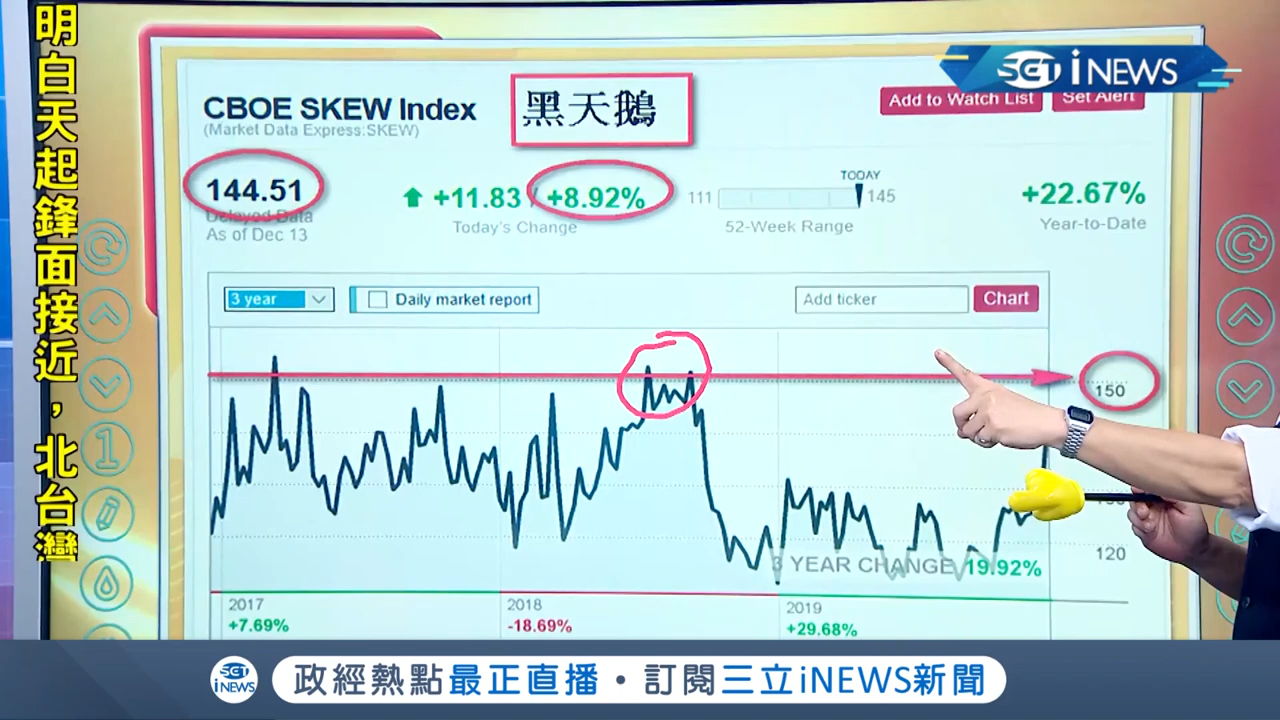 明白天起鋒面接近，北台灣
SET iNEWS
CBOE SKEW Index
黑天鵝
Add to Watch List
Set Alert
(Market Data Express:SKEW)
144.51
+11.83 / +8.92%
111
TODAY
145
+22.67%
Delayed Data
As of Dec 13
Today's Change
52-Week Range
Year-to-Date
3 year
Daily market report
Add ticker
Chart
150
120
3 YEAR CHANGE 19.92%
2017
2018
2019
+7.69%
-18.69%
+29.68%
1
SET iNEWS
政經熱點最正直播・訂閱三立iNEWS新聞